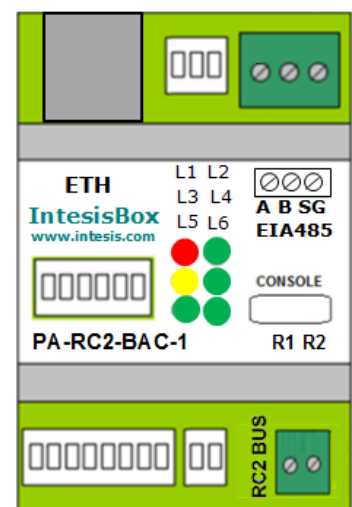 ETH
L1 L2
L3 L4
L5 L6
IntesisBox
www.intesis.com
A B SG
EIA485
CONSOLE
PA-RC2-BAC-1
R1 R2
RC2 BUS